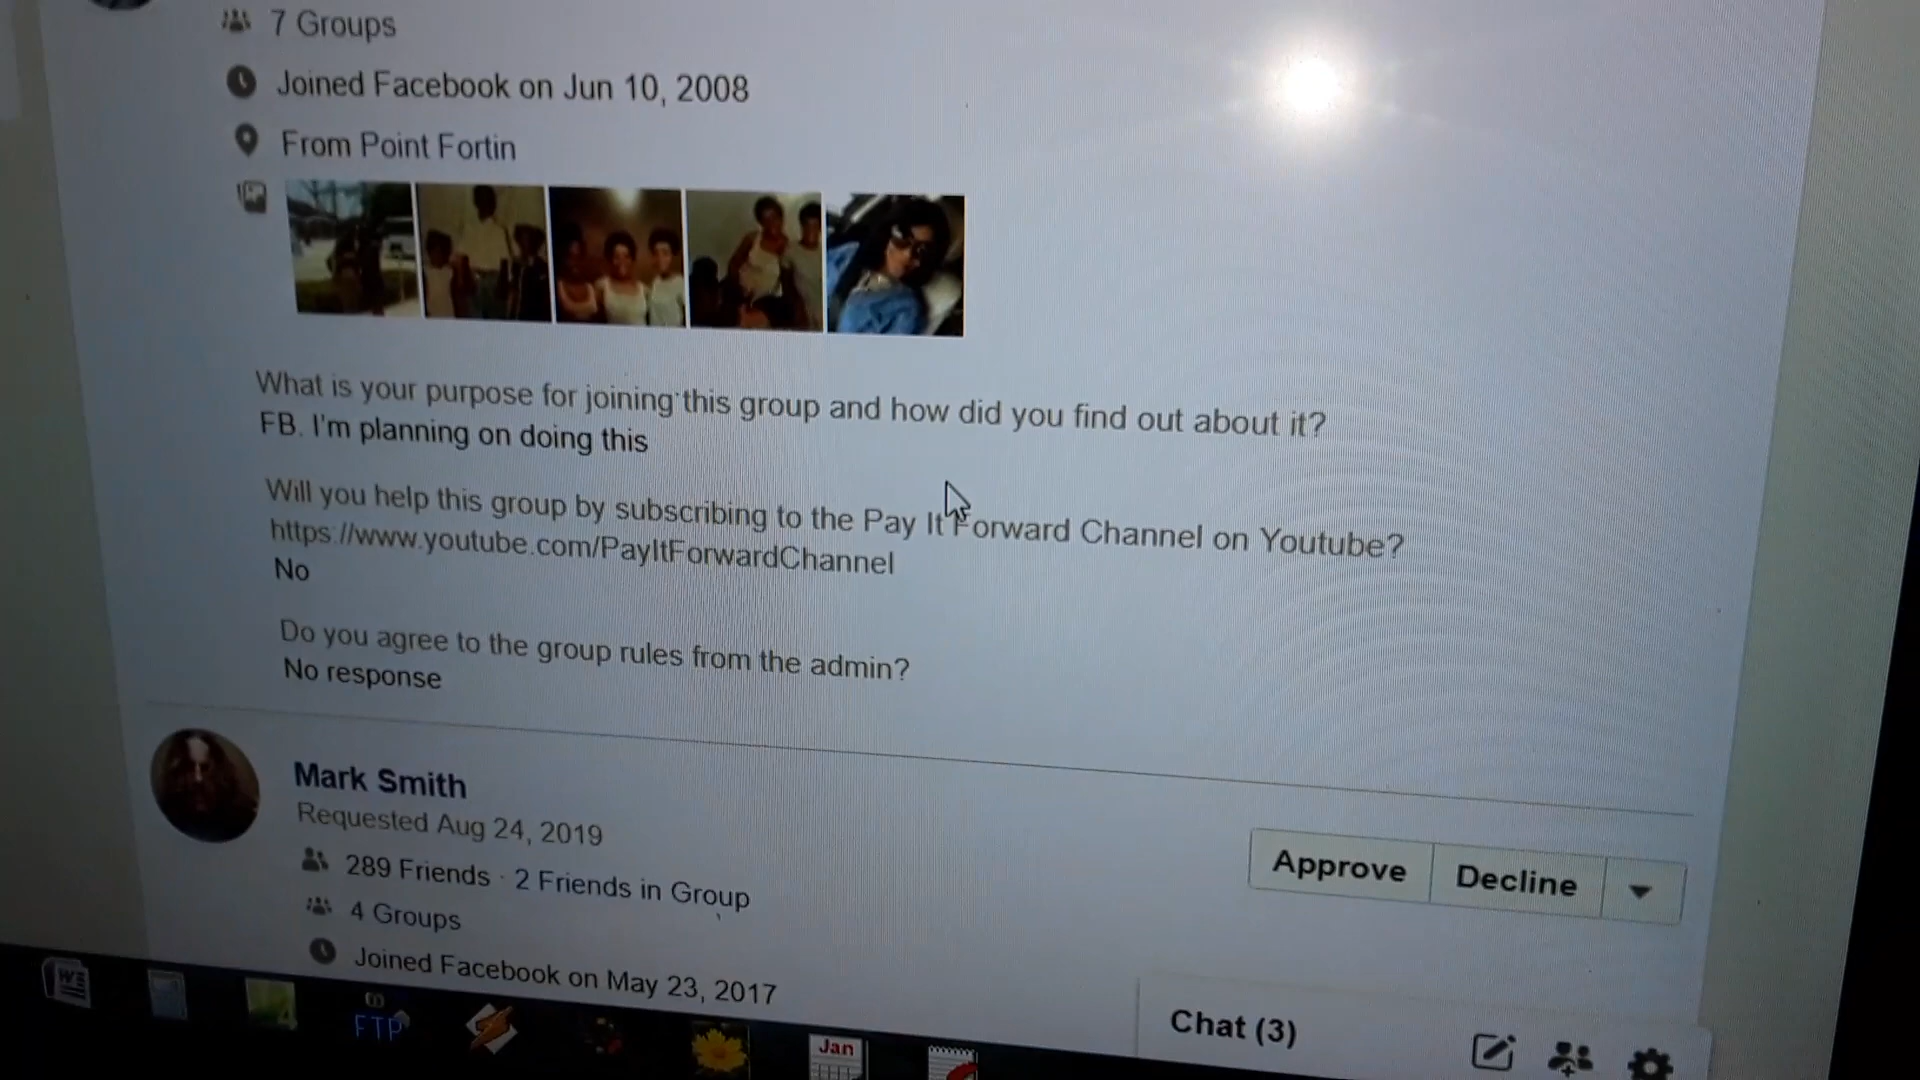 7 Groups
Joined Facebook on Jun 10, 2008
From Point Fortin
What is your purpose for joining this group and how did you find out about it?
FB. I'm planning on doing this
Will you help this group by subscribing to the Pay It Forward Channel on Youtube?
https://www.youtube.com/PayItForwardChannel
No
Do you agree to the group rules from the admin?
No response
Mark Smith
Requested Aug 24, 2019
289 Friends · 2 Friends in Group
4 Groups
Joined Facebook on May 23, 2017
Approve
Decline
Chat (3)
W
FTP
Jan